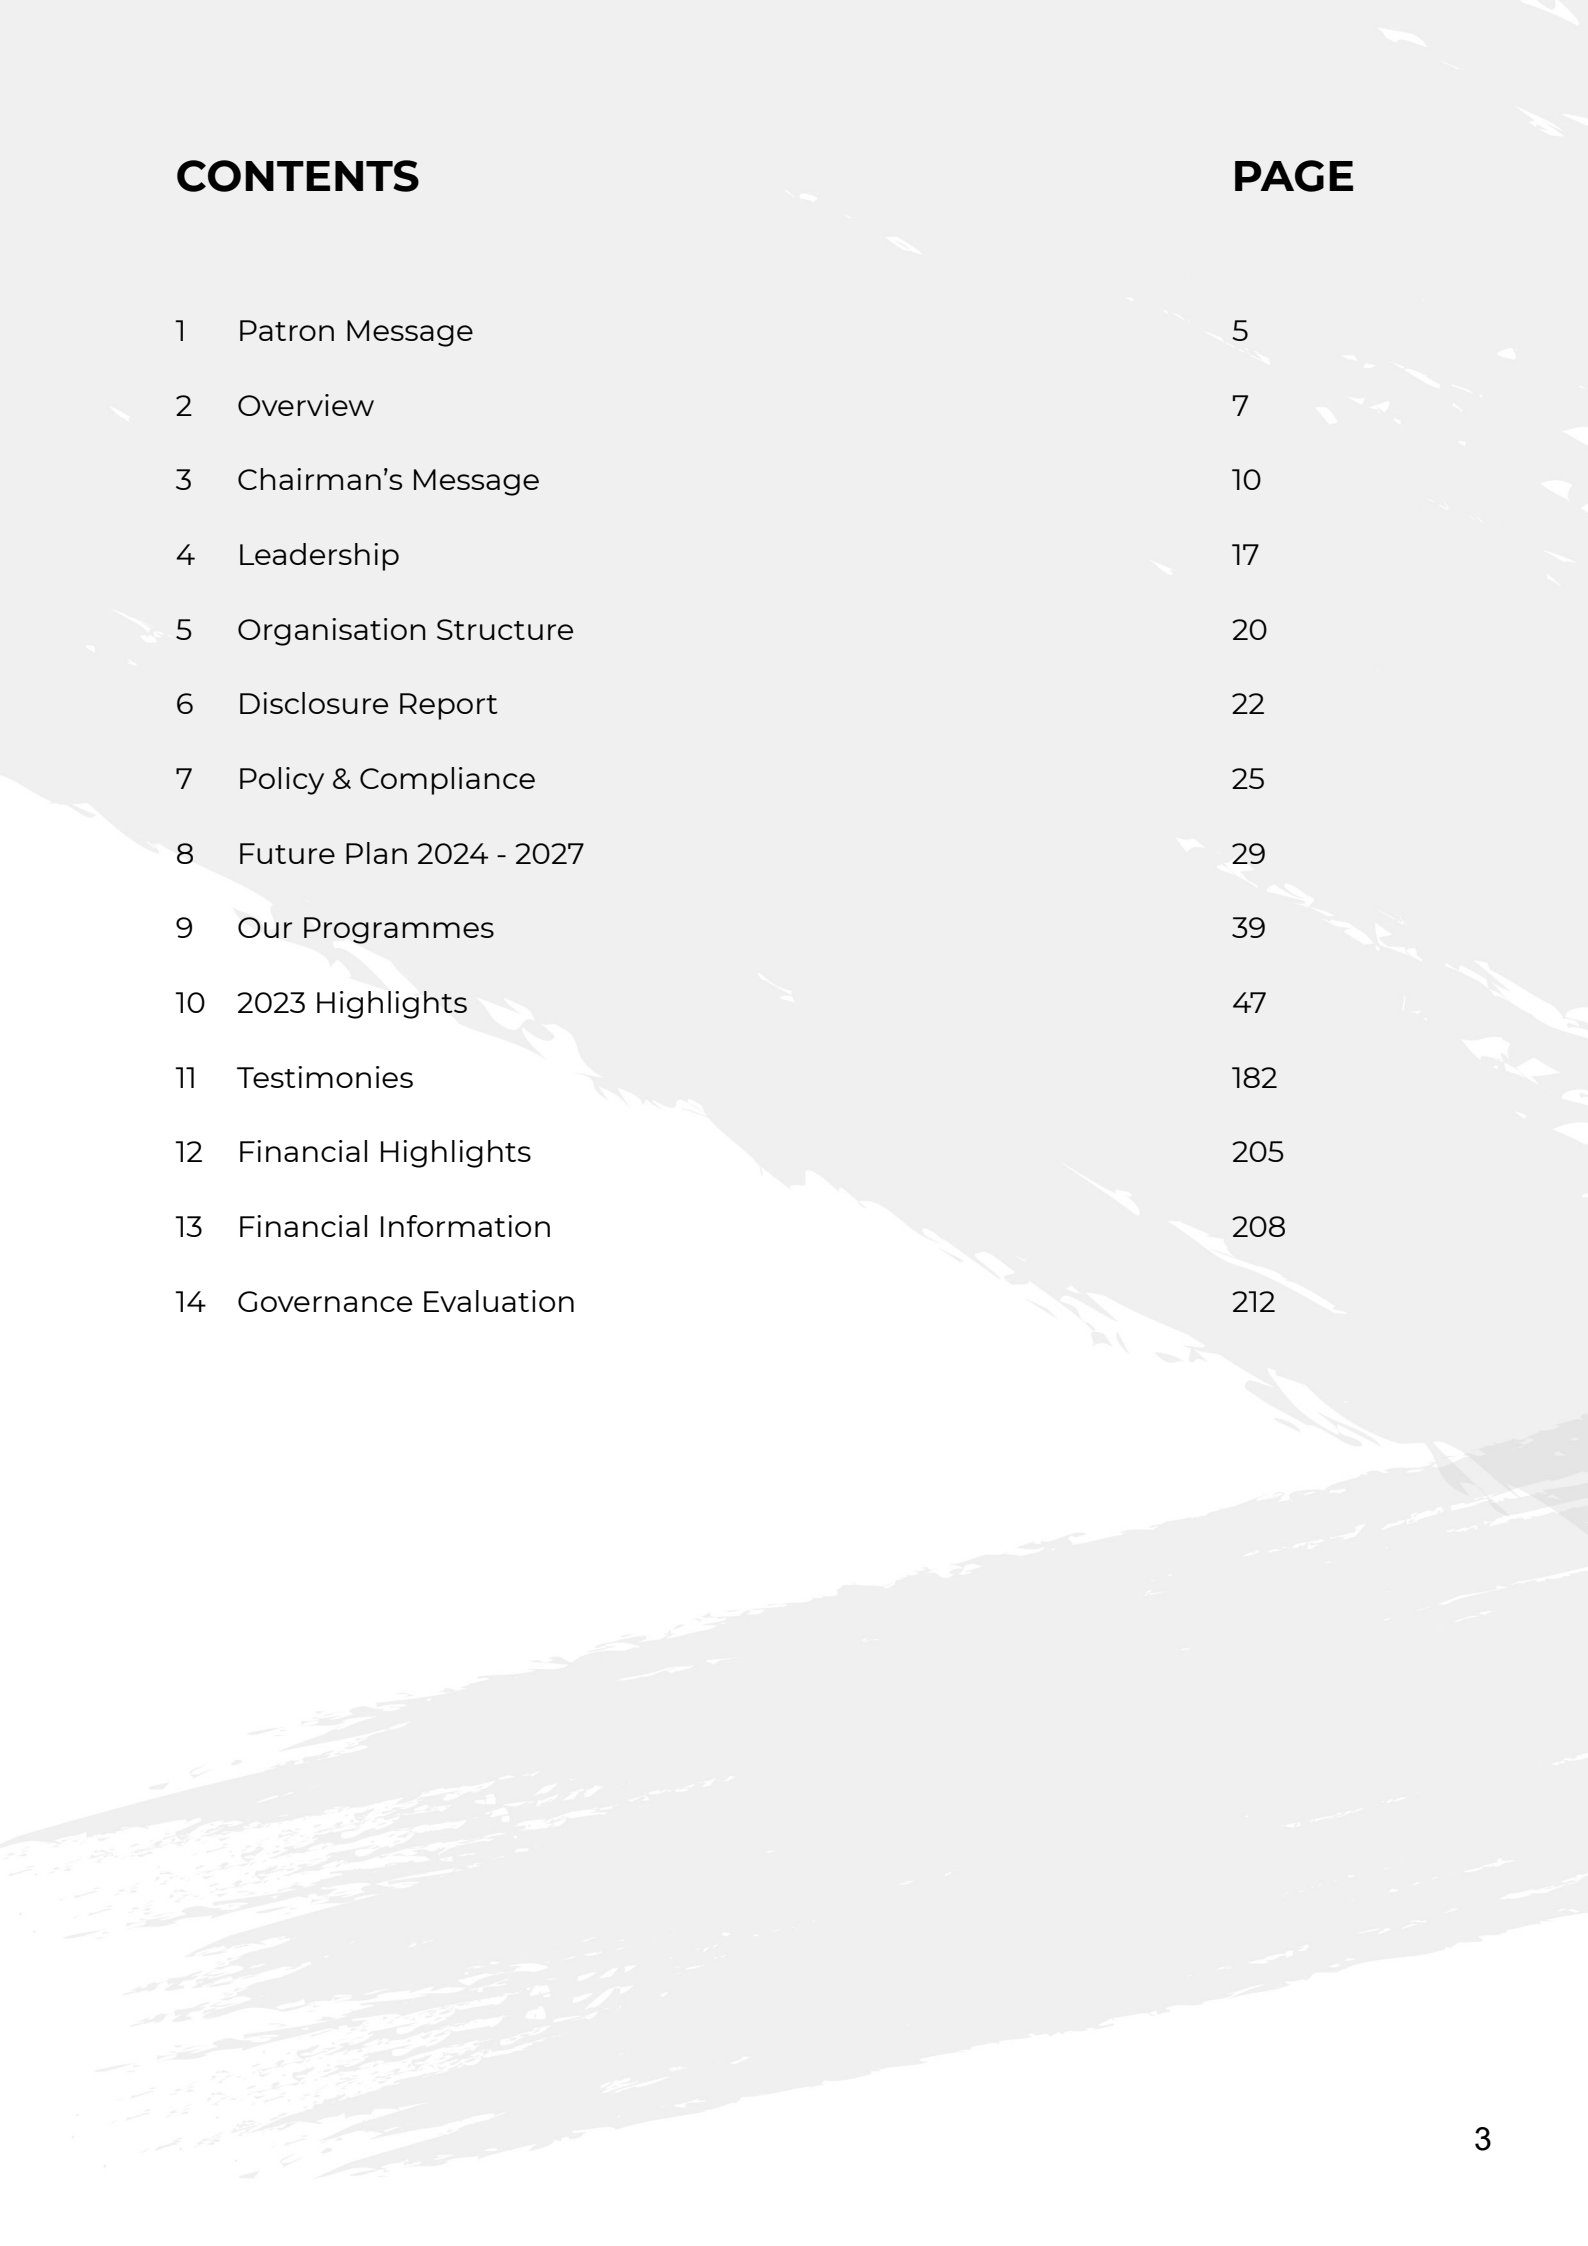 CONTENTS PAGE
1 Patron Message 5
2 Overview 7
3 Chairman’s Message 10
4 Leadership 17
5 Organisation Structure 20
6 Disclosure Report 22
7 Policy & Compliance 25
8 Future Plan 2024 - 2027 29
9 Our Programmes 39
10 2023 Highlights 47
11 Testimonies 182
12 Financial Highlights 205
13 Financial Information 208
14 Governance Evaluation 212
3